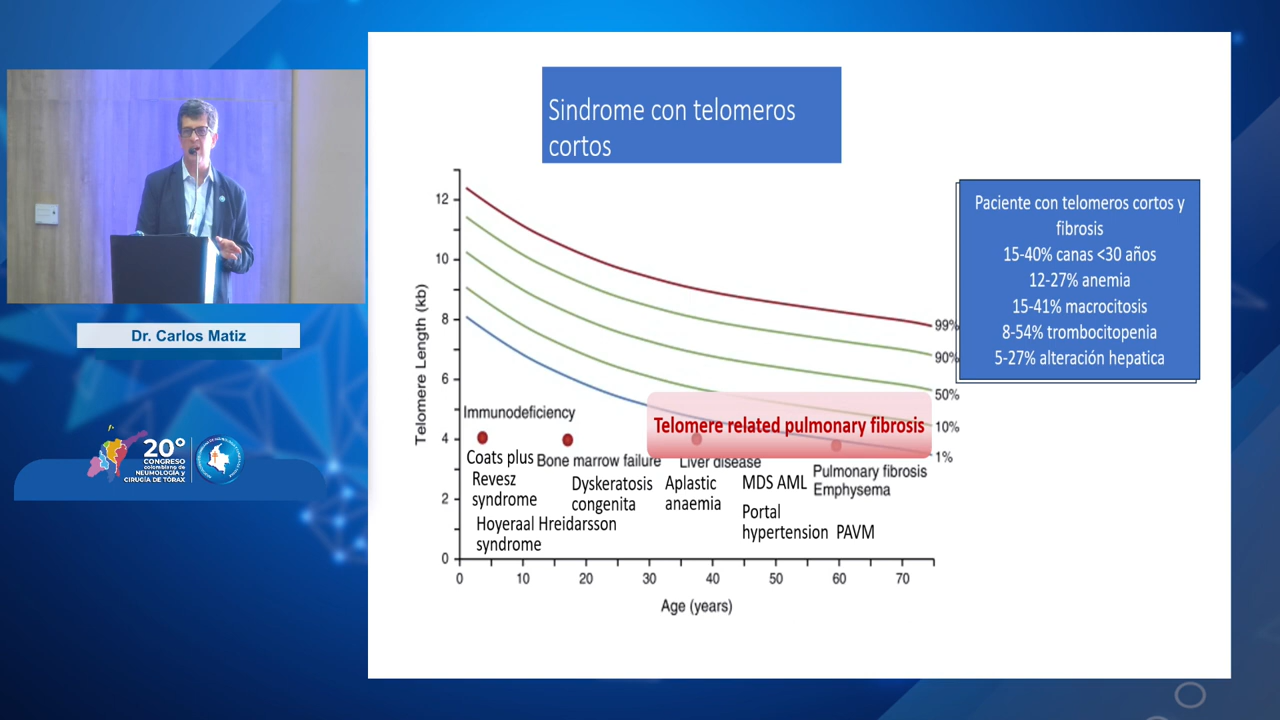 Sindrome con telomeros
cortos
Paciente con telomeros cortos y
fibrosis
15-40% canas <30 años
12-27% anemia
15-41% macrocitosis
8-54% trombocitopenia
5-27% alteración hepatica
Telomere Length (kb)
12
10
8
6
4
2
0
99%
90%
50%
10%
1%
Immunodeficiency
Telomere related pulmonary fibrosis
Coats plus
Bone marrow failure
Liver disease
Pulmonary fibrosis
Emphysema
Revesz
syndrome
Dyskeratosis
congenita
Aplastic
anaemia
MDS AML
Portal
hypertension
PAVM
Hoyeraal Hreidarsson
syndrome
0 10 20 30 40 50 60 70
Age (years)
Dr. Carlos Matiz
20°
CONGRESO
colombiano de
NEUMOLOGÍA y
CIRUGÍA DE TÓRAX